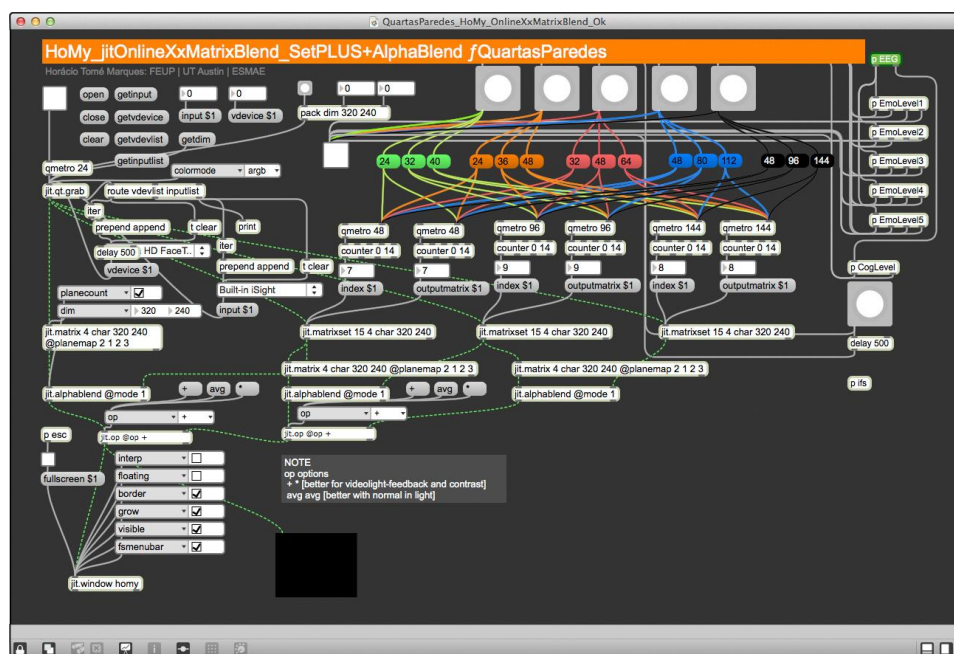 QuartasParedes_HoMy_OnlineXxMatrixBlend_Ok
HoMy_jitOnlineXxMatrixBlend_SetPLUS+AlphaBlend ƒQuartasParedes
Horácio Tomé Marques: FEUP | UT Austin | ESMAE
p EEG
open getinput 0 0 0 0
close getvdevice input $1 vdevice $1 pack dim 320 240
clear getvdevlist getdim
getinputlist
p EmoLevel1
p EmoLevel2
p EmoLevel3
p EmoLevel4
p EmoLevel5
24 32 40 24 36 48 32 48 64 48 80 112 48 96 144
qmetro 24 colormode argb
jit.qt.grab route vdevlist inputlist
iter
prepend append t clear print
delay 500 HD FaceT.. iter
vdevice $1 prepend append t clear
planecount Built-in iSight
dim 320 240 input $1
qmetro 48 qmetro 48 qmetro 96 qmetro 96 qmetro 144 qmetro 144
counter 0 14 counter 0 14 counter 0 14 counter 0 14 counter 0 14 counter 0 14
7 7 9 9 8 8
index $1 outputmatrix $1 index $1 outputmatrix $1 index $1 outputmatrix $1
p CogLevel
delay 500
p ifs
jit.matrix 4 char 320 240
@planemap 2 1 2 3
jit.matrixset 15 4 char 320 240 jit.matrixset 15 4 char 320 240 jit.matrixset 15 4 char 320 240
jit.matrix 4 char 320 240 @planemap 2 1 2 3 jit.matrix 4 char 320 240 @planemap 2 1 2 3
jit.alphablend @mode 1 + avg * jit.alphablend @mode 1 + avg * jit.alphablend @mode 1
op + op +
p esc jit.op @op + jit.op @op +
fullscreen $1
interp
floating
border
grow
visible
fsmenubar
jit.window homy
NOTE
op options
+ * [better for videolight-feedback and contrast]
avg avg [better with normal in light]